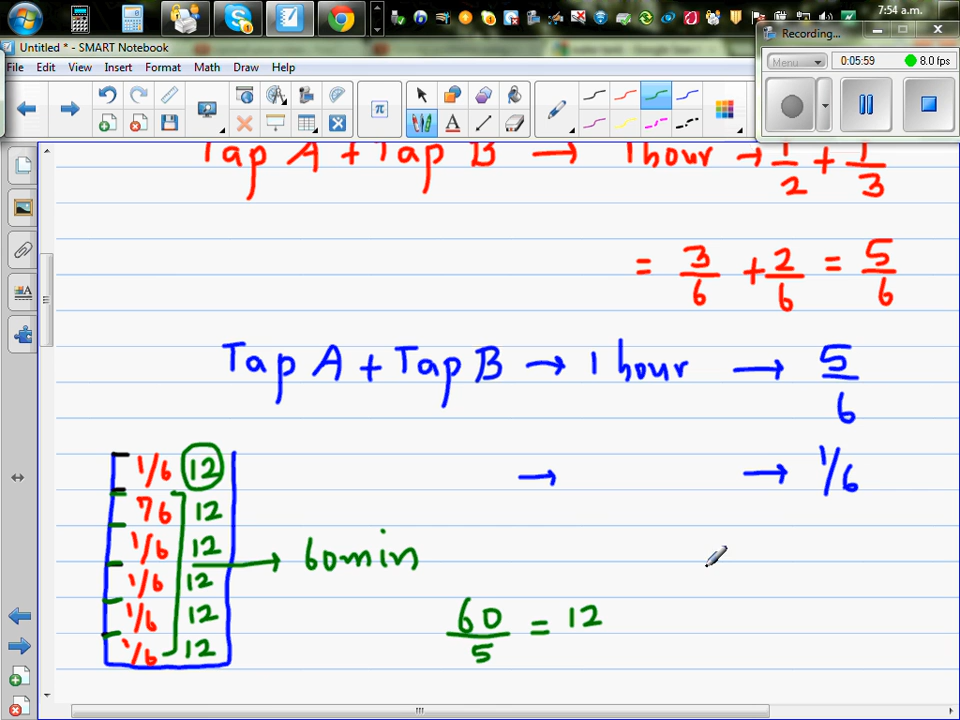 7:54 a.m.
Untitled * - SMART Notebook
Recording...
File Edit View Insert Format Math Draw Help
Menu 0:05:59 8.0 fps
Tap A + Tap B → 1 hour → 1/2 + 1/3
= 3/6 + 2/6 = 5/6
Tap A + Tap B → 1 hour → 5/6
1/6 12 → → 1/6
1/6 12
1/6 12 → 60 min
1/6 12
1/6 12 60/5 = 12
1/6 12